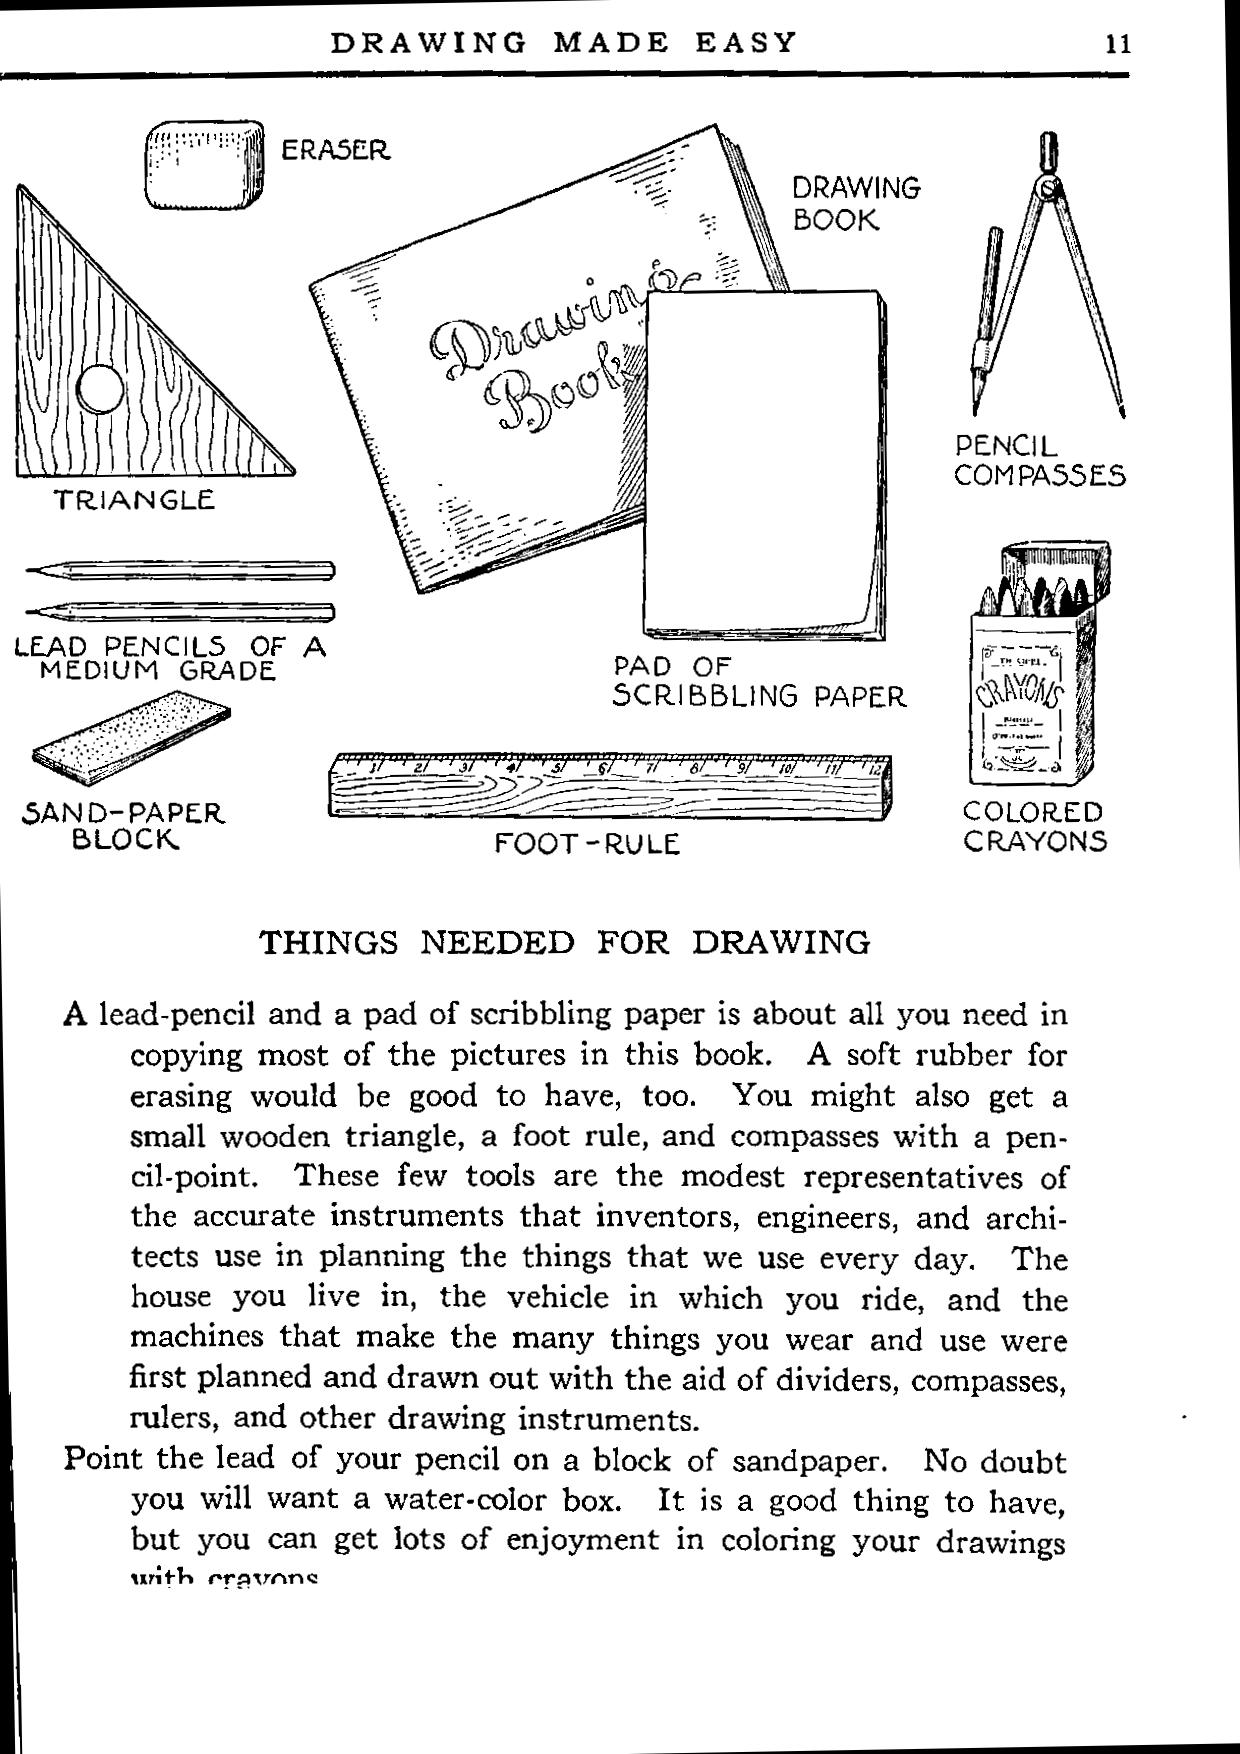 DRAWING MADE EASY 11
ERASER
DRAWING
BOOK
Drawing
Book
PENCIL
COMPASSES
TRIANGLE
LEAD PENCILS OF A
MEDIUM GRADE
PAD OF
SCRIBBLING PAPER
CRAYONS
SAND-PAPER
BLOCK
1 2 3 4 5 6 7 8 9 10 11 12
FOOT-RULE
COLORED
CRAYONS
THINGS NEEDED FOR DRAWING
A lead-pencil and a pad of scribbling paper is about all you need in
copying most of the pictures in this book. A soft rubber for
erasing would be good to have, too. You might also get a
small wooden triangle, a foot rule, and compasses with a pen-
cil-point. These few tools are the modest representatives of
the accurate instruments that inventors, engineers, and archi-
tects use in planning the things that we use every day. The
house you live in, the vehicle in which you ride, and the
machines that make the many things you wear and use were
first planned and drawn out with the aid of dividers, compasses,
rulers, and other drawing instruments.
Point the lead of your pencil on a block of sandpaper. No doubt
you will want a water-color box. It is a good thing to have,
but you can get lots of enjoyment in coloring your drawings
with crayons